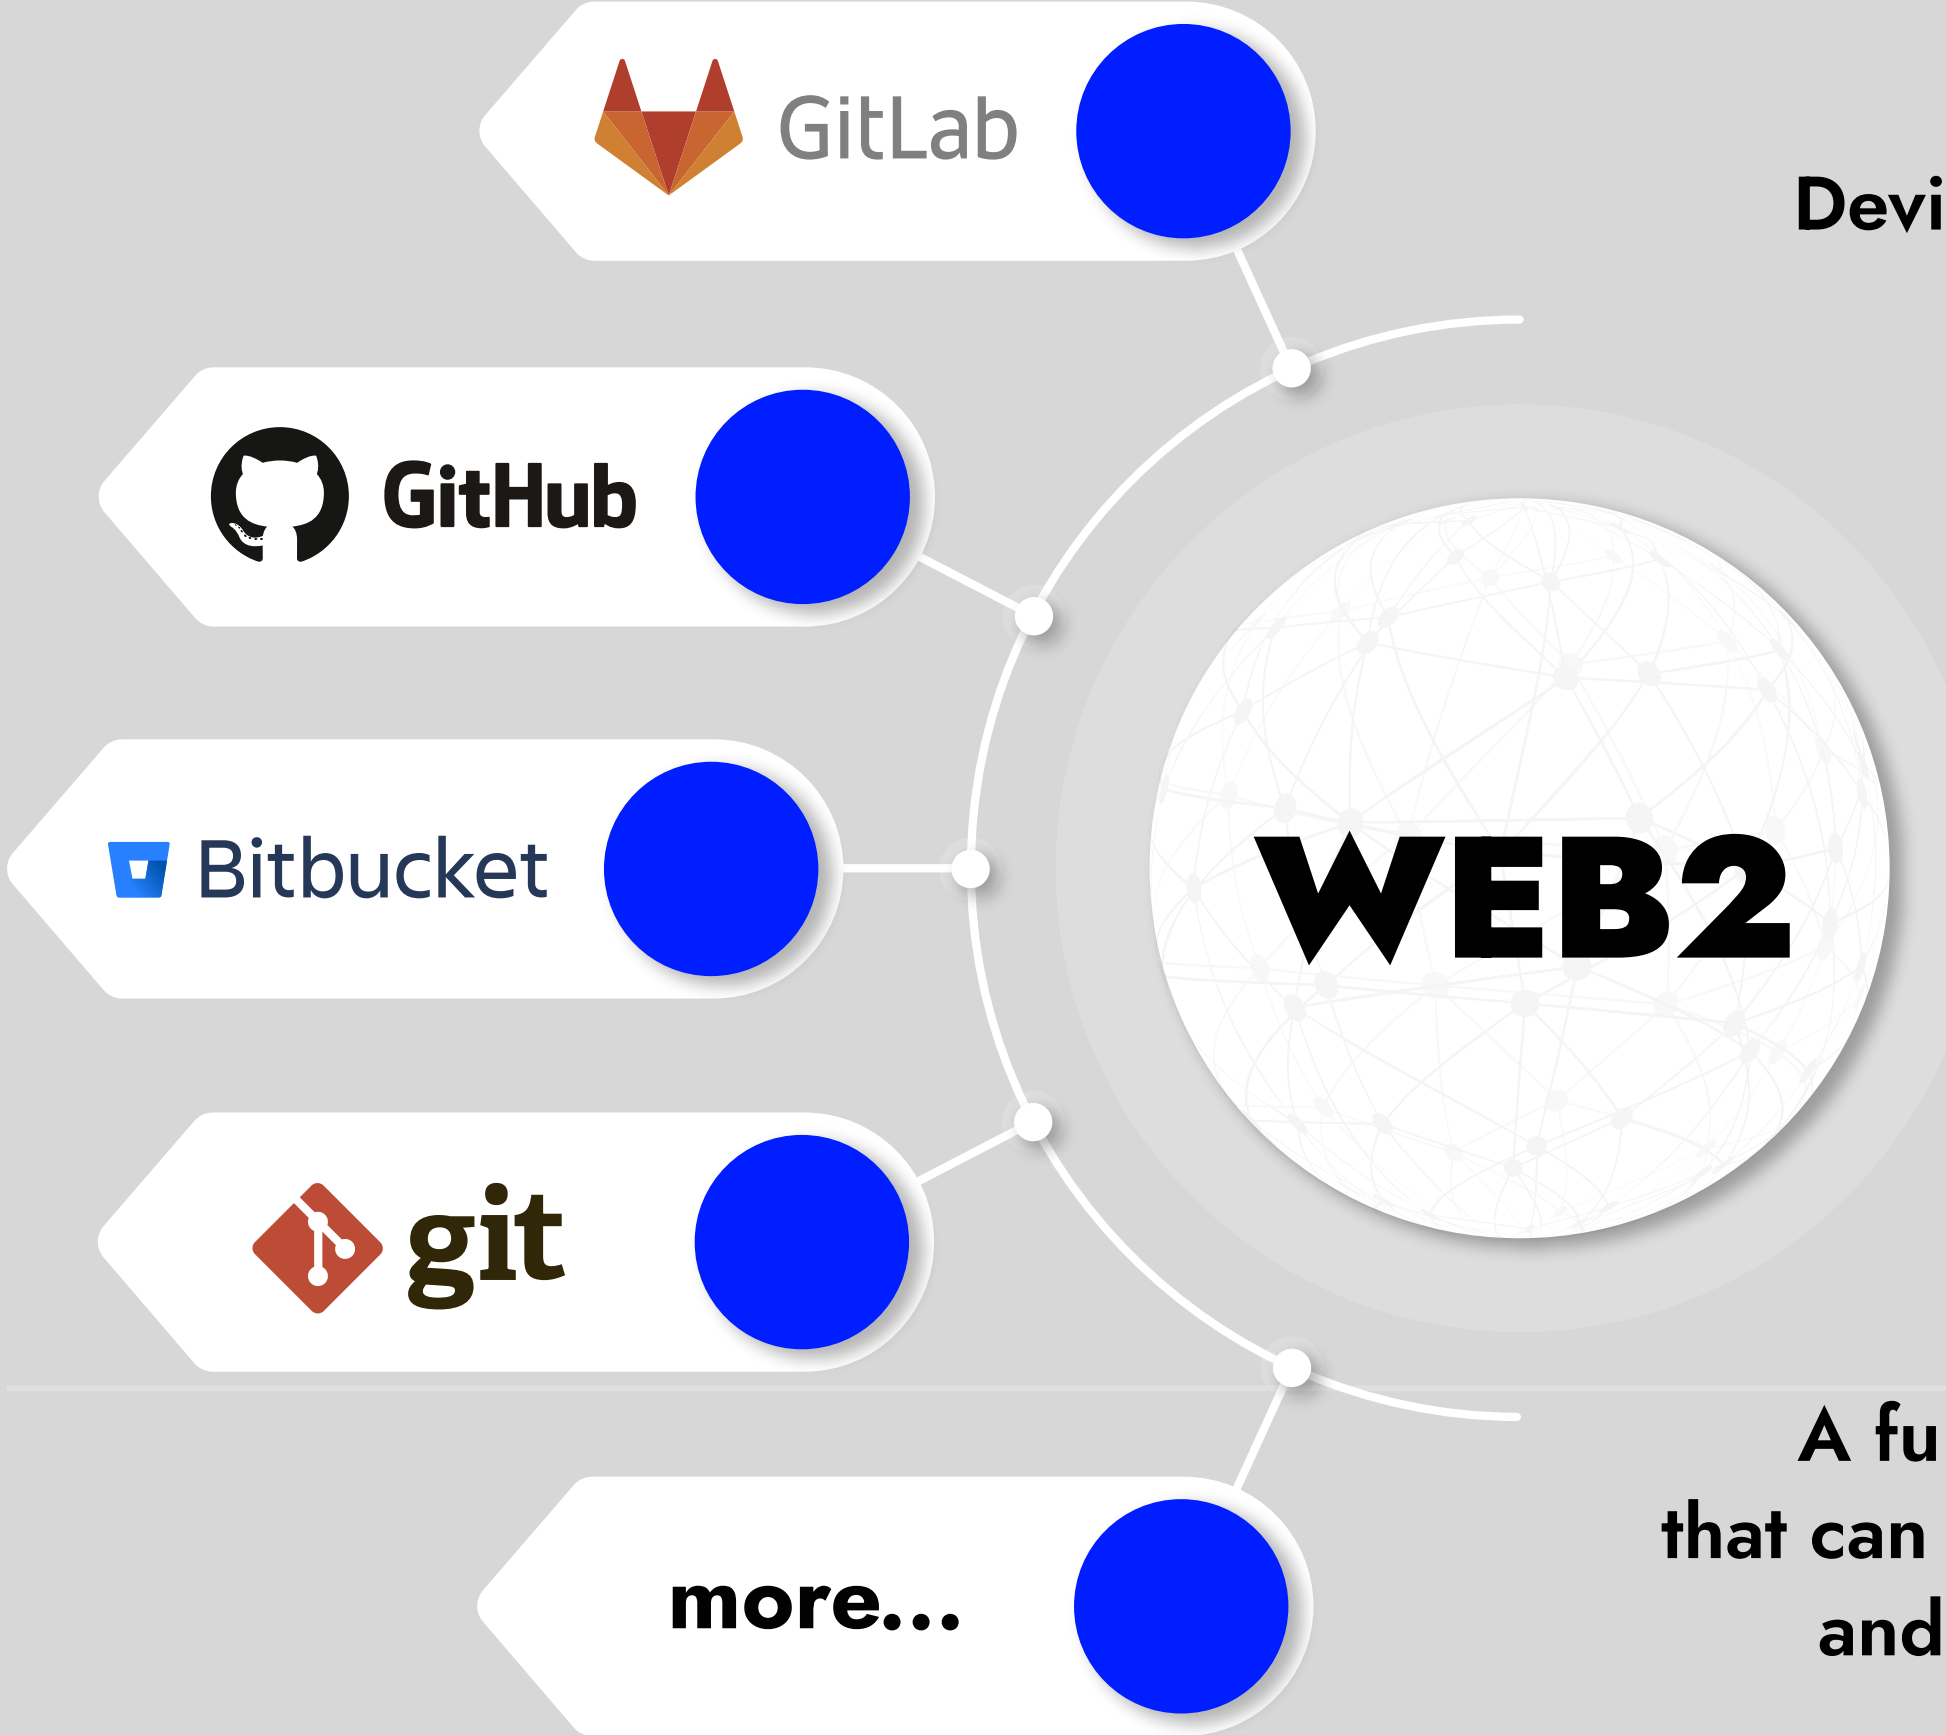 GitLab
Devi
GitHub
Bitbucket
WEB2
git
A fu
that can
and
more...